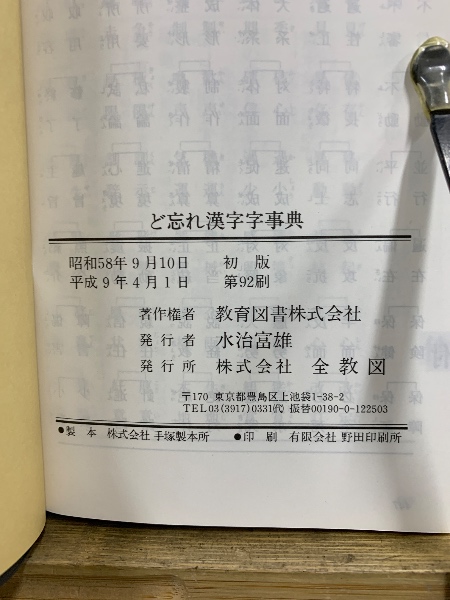 ど忘れ漢字字事典
昭和58年9月10日 初版
平成9年4月1日 第92刷
著作権者 教育図書株式会社
発行者 水治富雄
発行所 株式会社 全教図
〒170 東京都豊島区上池袋1-38-2
TEL03(3917)0331代 振替00190-0-122503
●製本 株式会社 手塚製本所 ●印刷 有限会社 野田印刷所